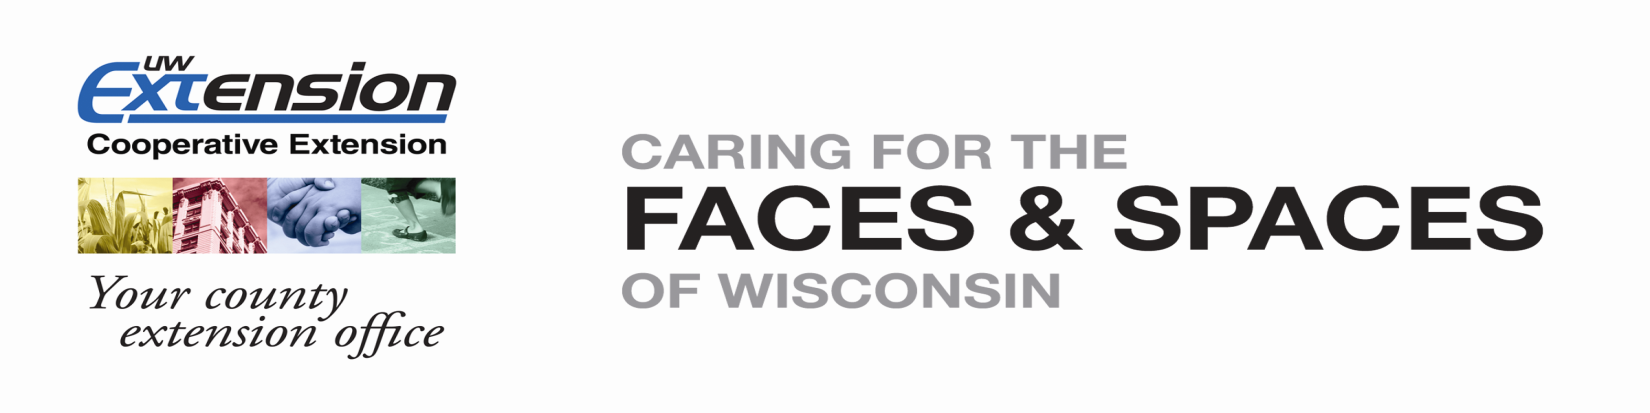 UW
Extension
Cooperative Extension
Your county
extension office
CARING FOR THE
FACES & SPACES
OF WISCONSIN